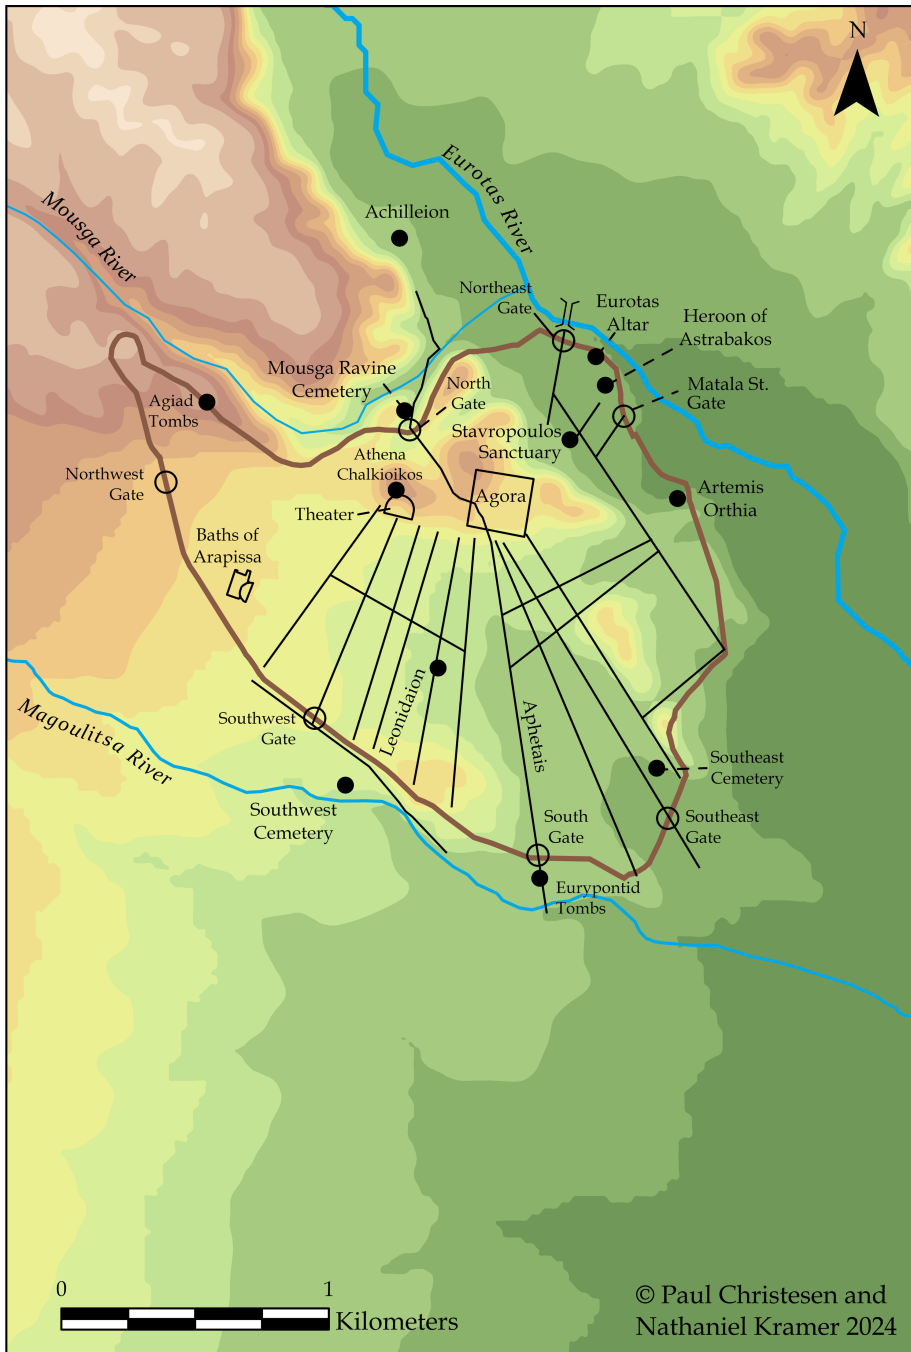 N
Eurotas River
Mousga River
Achilleion
Northeast
Gate
Eurotas
Altar
Heroon of
Astrabakos
Mousga Ravine
Cemetery
North
Gate
Matala St.
Gate
Agiad
Tombs
Stavropoulos
Sanctuary
Athena
Chalkioikos
Northwest
Gate
Agora
Artemis
Orthia
Theater
Baths of
Arapissa
Leonidaion
Aphetais
Magoulitsa River
Southwest
Gate
Southeast
Cemetery
Southwest
Cemetery
South
Gate
Southeast
Gate
Eurypontid
Tombs
0 1
Kilometers
© Paul Christesen and
Nathaniel Kramer 2024